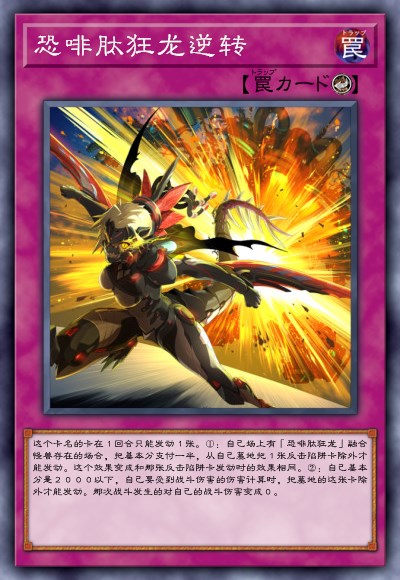 恐啡肽狂龙逆转
トラップ
罠
トラップ
【罠カード】
这个卡名的卡在1回合只能发动1张。①:自己场上有「恐啡肽狂龙」融合
怪兽存在的场合,把基本分支付一半,从自己墓地把1张反击陷阱卡除外才
能发动。这个效果变成和那张反击陷阱卡发动时的效果相同。②:自己基本
分是2000以下,自己要受到战斗伤害的伤害计算时,把墓地的这张卡除
外才能发动。那次战斗发生的对自己的战斗伤害变成0。